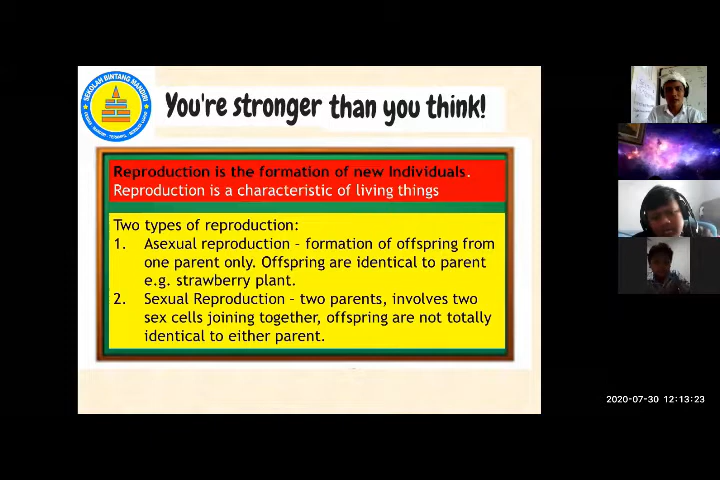 SEKOLAH BINTANG MANDIRI
You're stronger than you think!
Reproduction is the formation of new Individuals.
Reproduction is a characteristic of living things
Two types of reproduction:
1. Asexual reproduction – formation of offspring from
one parent only. Offspring are identical to parent
e.g. strawberry plant.
2. Sexual Reproduction – two parents, involves two
sex cells joining together, offspring are not totally
identical to either parent.
2020-07-30 12:13:23